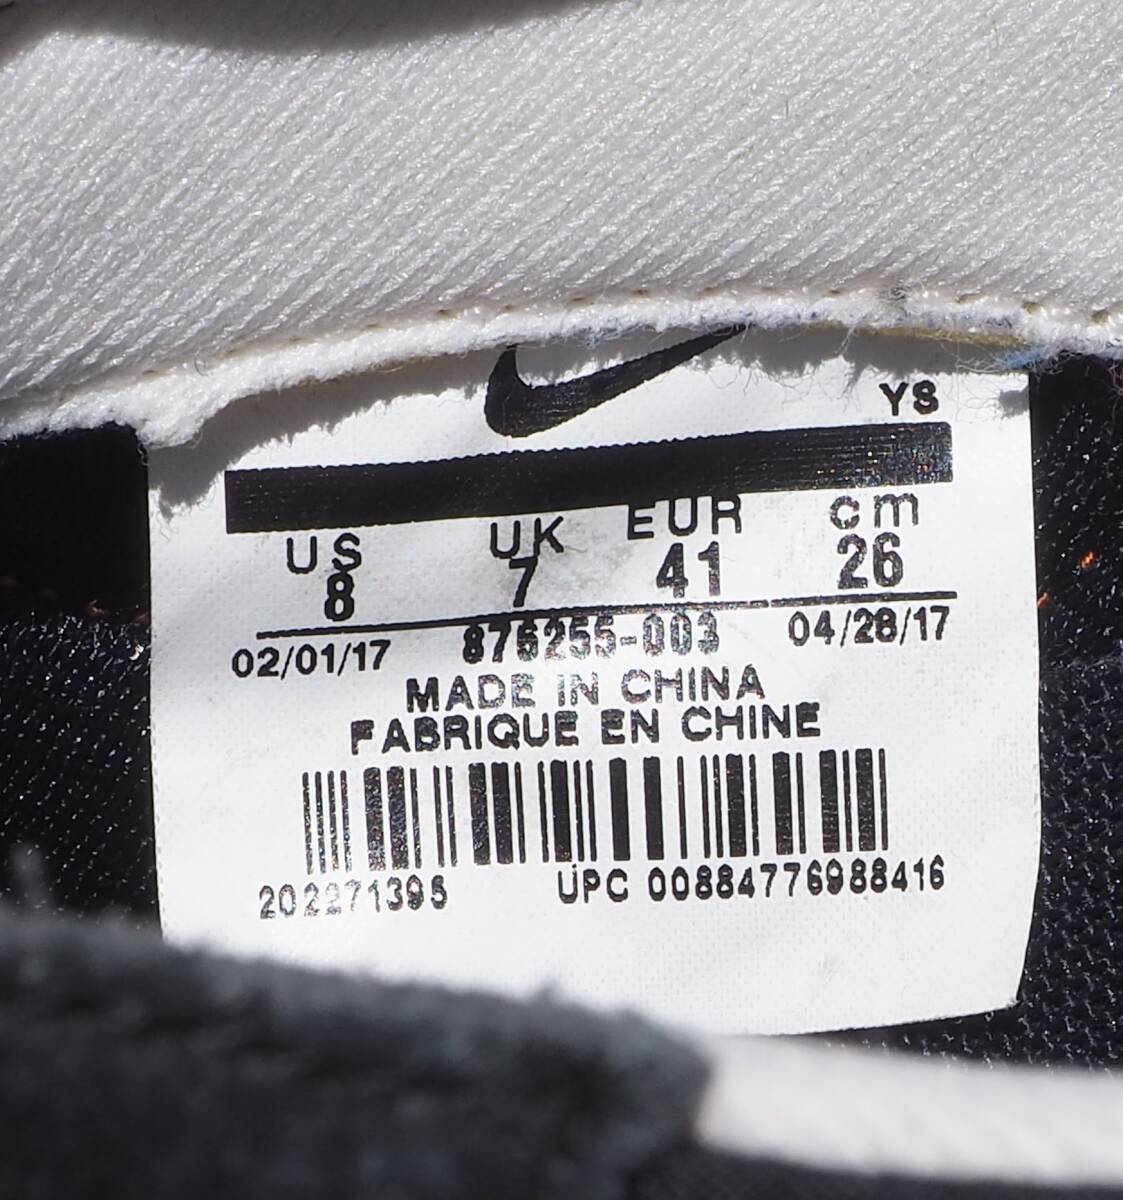 YS
US UK EUR cm
8 7 41 26
02/01/17 876255-003 04/28/17
MADE IN CHINA
FABRIQUE EN CHINE
202271395 UPC 00884776988416